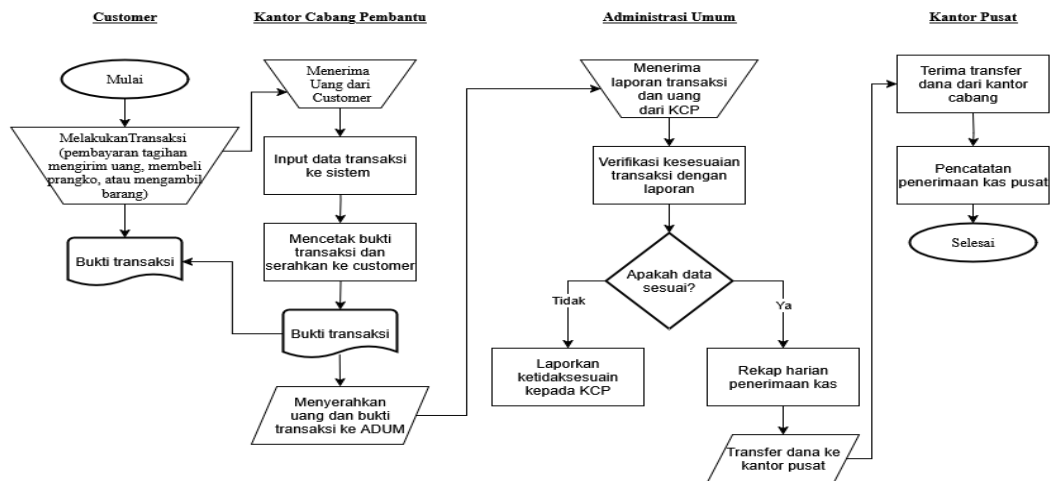 Customer
Mulai
MelakukanTransaksi
(pembayaran tagihan
mengirim uang, membeli
prangko, atau mengambil
barang)
Bukti transaksi
Kantor Cabang Pembantu
Menerima
Uang dari
Customer
Input data transaksi
ke sistem
Mencetak bukti
transaksi dan
serahkan ke customer
Bukti transaksi
Menyerahkan
uang dan bukti
transaksi ke ADUM
Administrasi Umum
Menerima
laporan transaksi
dan uang
dari KCP
Verifikasi kesesuaian
transaksi dengan
laporan
Apakah data
sesuai?
Tidak
Ya
Laporkan
ketidaksesuain
kepada KCP
Rekap harian
penerimaan kas
Transfer dana ke
kantor pusat
Kantor Pusat
Terima transfer
dana dari kantor
cabang
Pencatatan
penerimaan kas pusat
Selesai